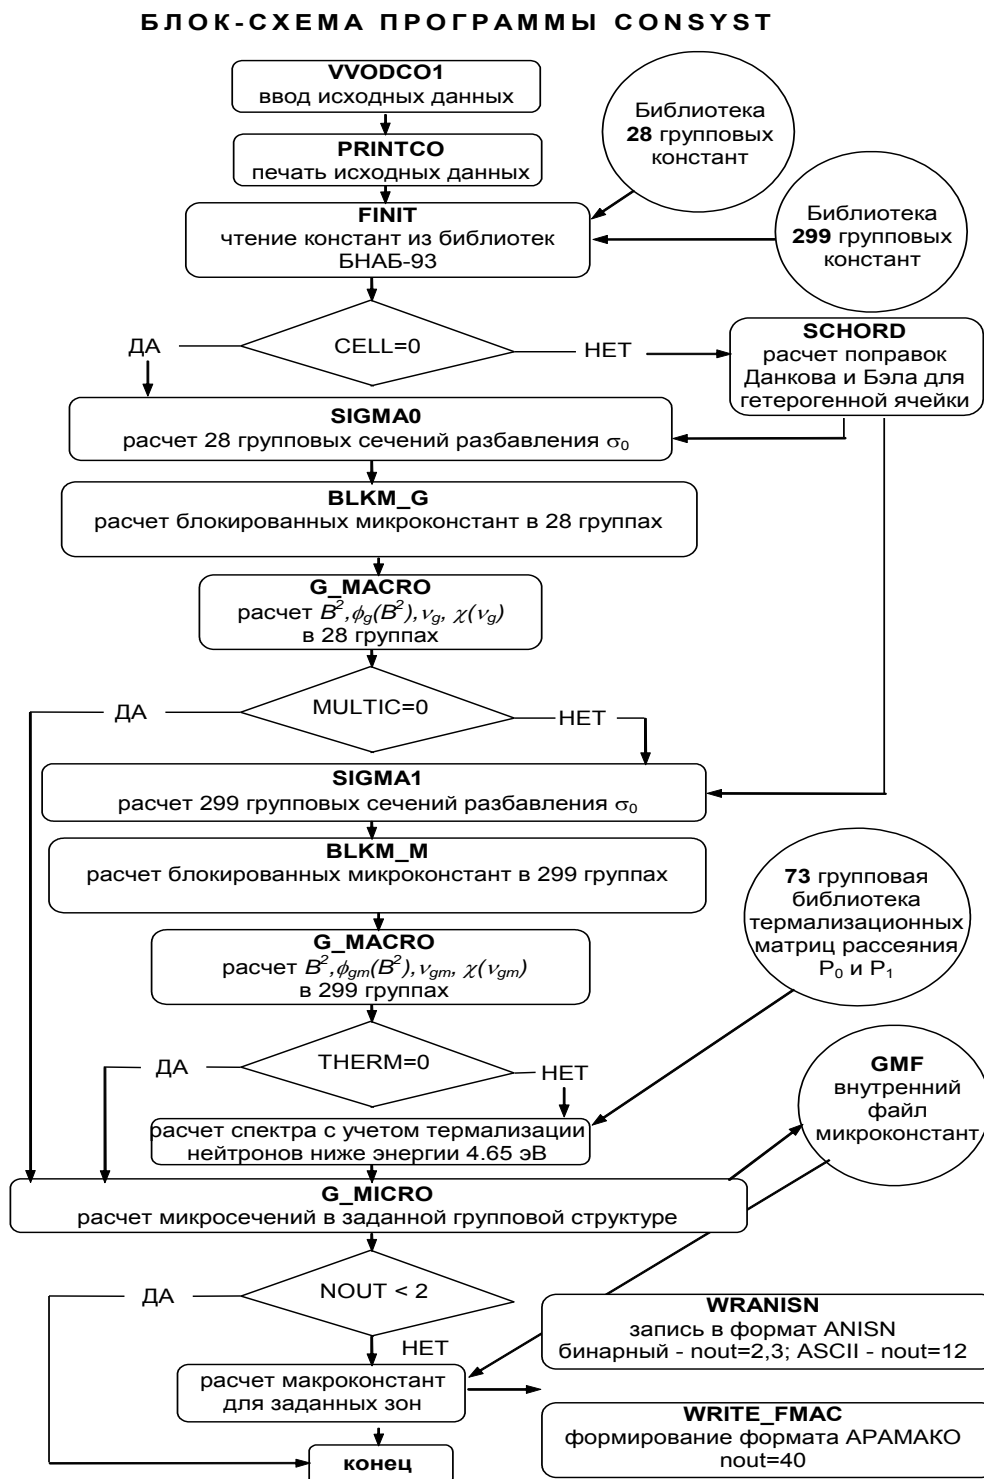 БЛОК-СХЕМА ПРОГРАММЫ CONSYST
VVODCO1
ввод исходных данных
PRINTCO
печать исходных данных
Библиотека
28 групповых
констант
FINIT
чтение констант из библиотек
БНАБ-93
Библиотека
299 групповых
констант
CELL=0
ДА
НЕТ
SCHORD
расчет поправок
Данкова и Бэла для
гетерогенной ячейки
SIGMA0
расчет 28 групповых сечений разбавления σ0
BLKM_G
расчет блокированных микроконстант в 28 группах
G_MACRO
расчет B²,ϕg(B²),νg, χ(νg)
в 28 группах
MULTIC=0
ДА
НЕТ
SIGMA1
расчет 299 групповых сечений разбавления σ0
BLKM_M
расчет блокированных микроконстант в 299 группах
73 групповая
библиотека
термализационных
матриц рассеяния
P0 и P1
G_MACRO
расчет B²,ϕgm(B²),νgm, χ(νgm)
в 299 группах
THERM=0
ДА
НЕТ
GMF
внутренний
файл
микроконстант
расчет спектра с учетом термализации
нейтронов ниже энергии 4.65 эВ
G_MICRO
расчет микросечений в заданной групповой структуре
NOUT < 2
ДА
НЕТ
WRANISN
запись в формат ANISN
бинарный - nout=2,3; ASCII - nout=12
расчет макроконстант
для заданных зон
WRITE_FMAC
формирование формата АРАМАКО
nout=40
конец